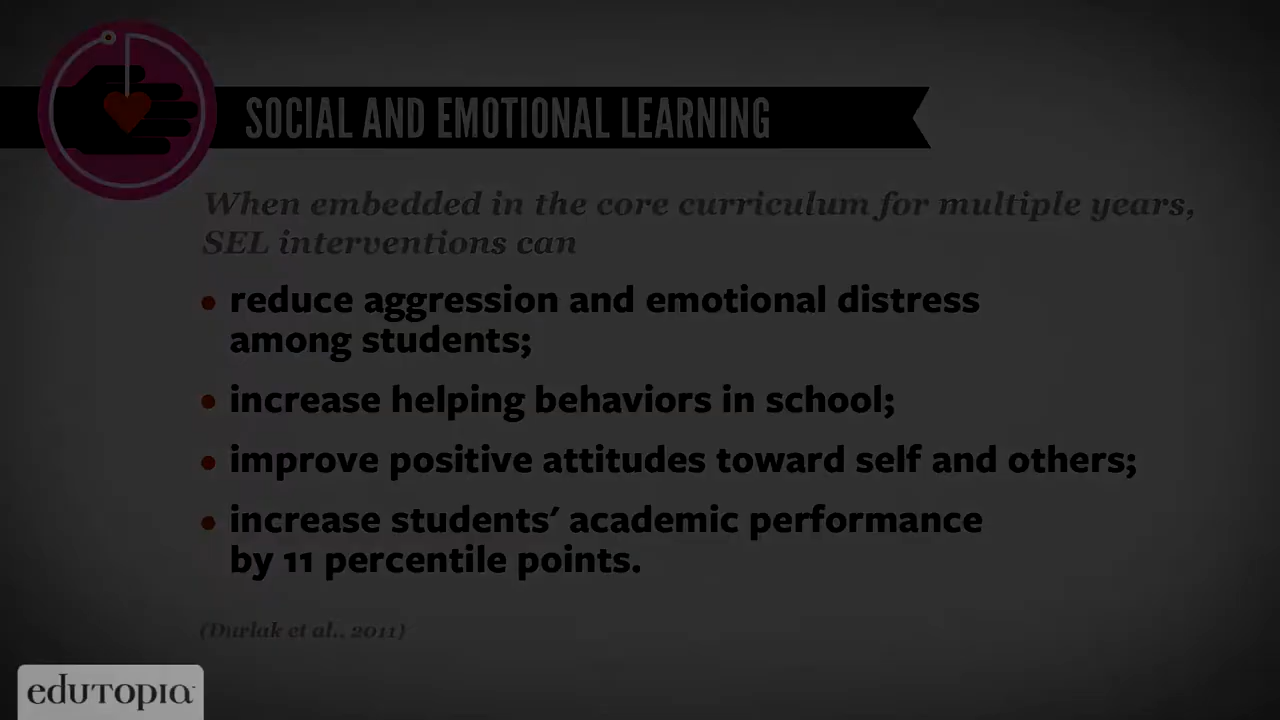 SOCIAL AND EMOTIONAL LEARNING
When embedded in the core curriculum for multiple years,
SEL interventions can
• reduce aggression and emotional distress
among students;
• increase helping behaviors in school;
• improve positive attitudes toward self and others;
• increase students’ academic performance
by 11 percentile points.
(Durlak et al., 2011)
edutopia